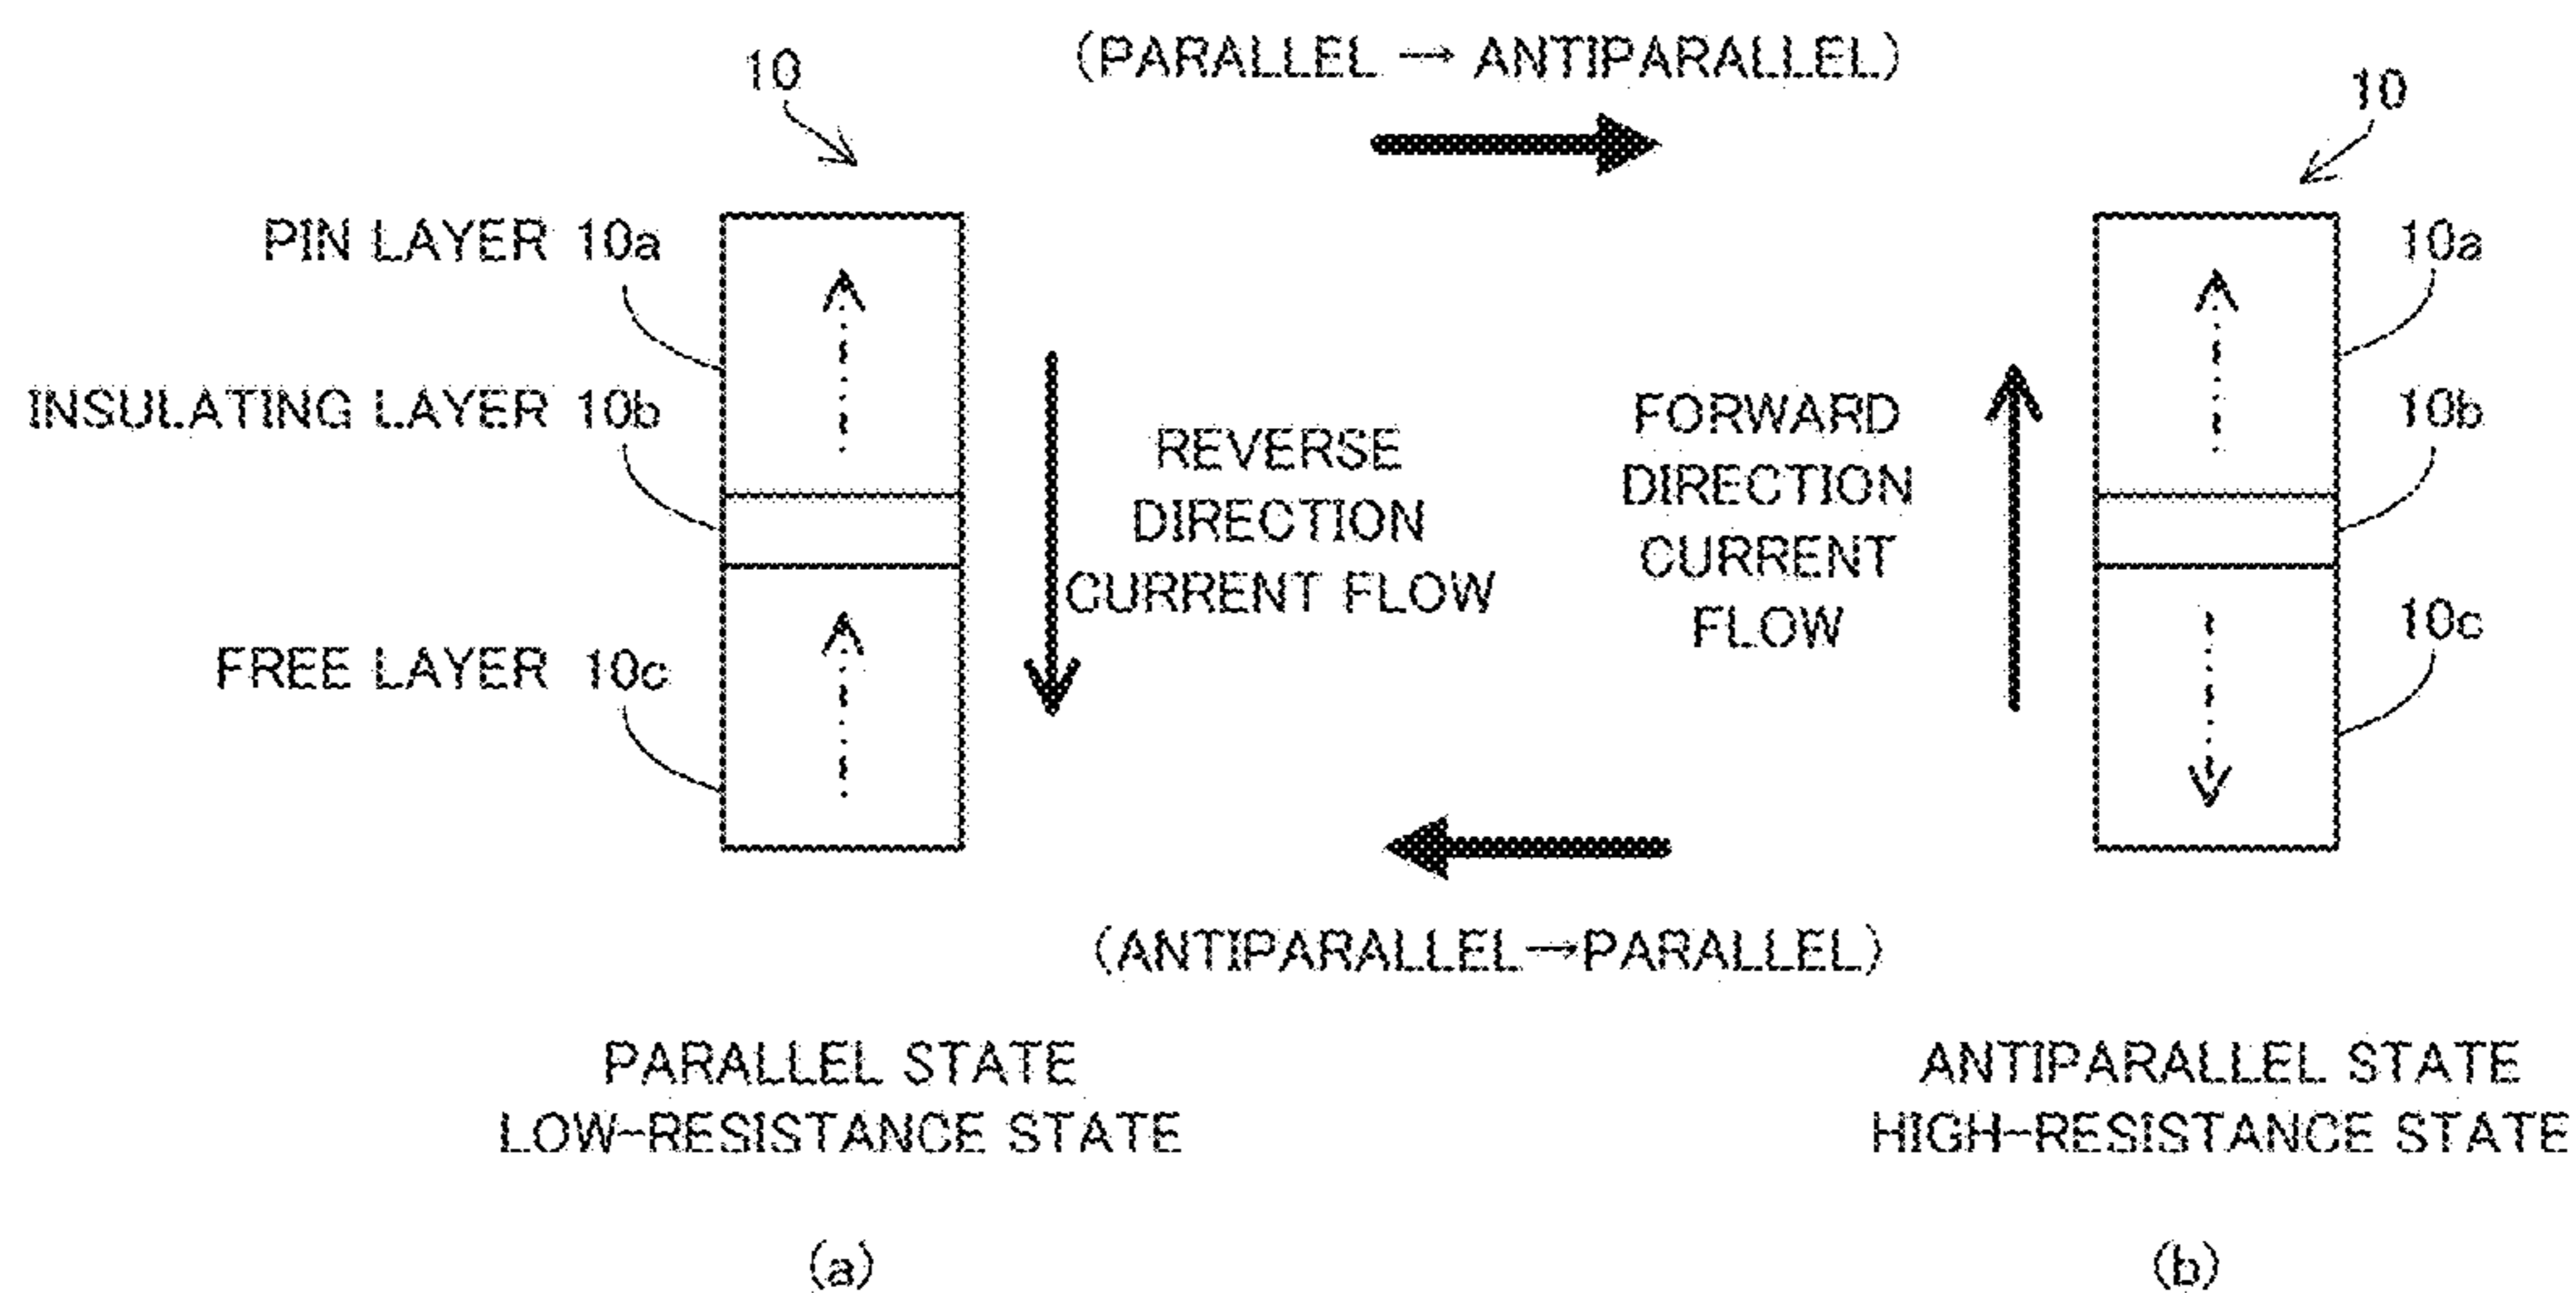 (PARALLEL → ANTIPARALLEL)
10
10
PIN LAYER 10a
INSULATING LAYER 10b
FREE LAYER 10c
REVERSE
DIRECTION
CURRENT FLOW
FORWARD
DIRECTION
CURRENT
FLOW
10a
10b
10c
(ANTIPARALLEL→PARALLEL)
PARALLEL STATE
LOW-RESISTANCE STATE
(a)
ANTIPARALLEL STATE
HIGH-RESISTANCE STATE
(b)